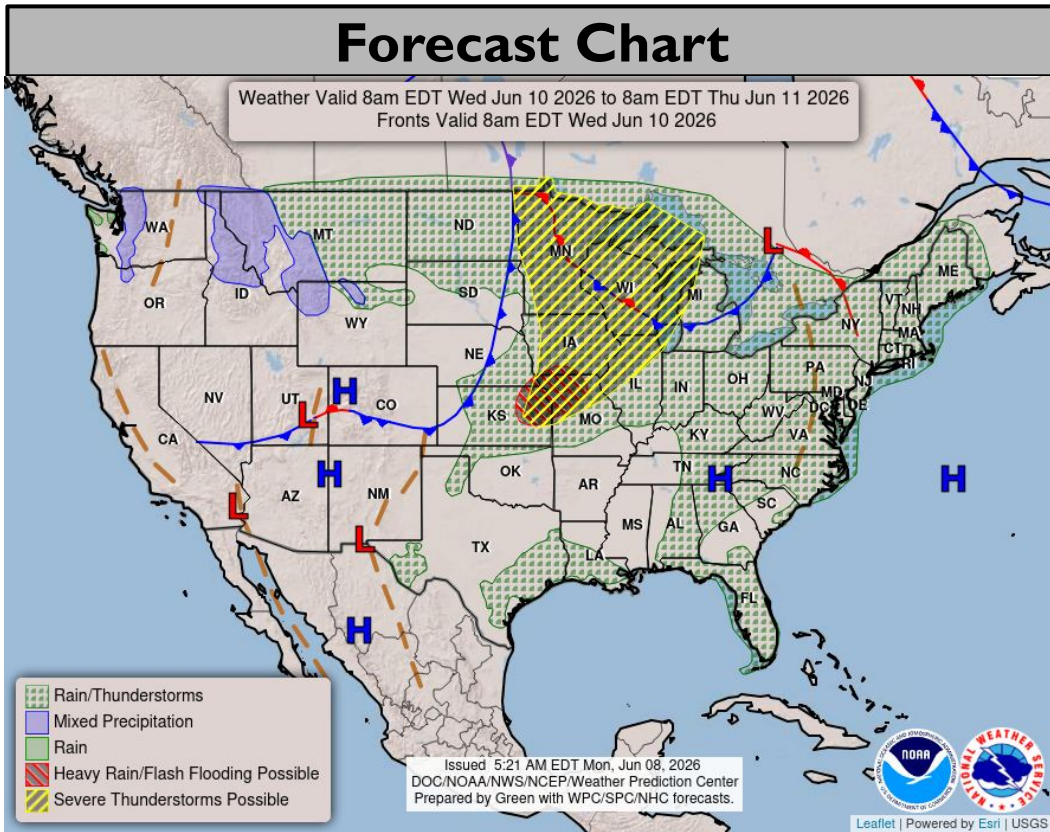 Forecast Chart
Weather Valid 8am EDT Wed Jun 10 2026 to 8am EDT Thu Jun 11 2026
Fronts Valid 8am EDT Wed Jun 10 2026
WA
MT
ND
MN
ME
OR
ID
SD
WI
MI
VT
NH
WY
NY
MA
CT
RI
NE
IA
PA
NJ
NV
UT
H
CO
IL
IN
OH
MD
DE
DC
L
KS
MO
WV
VA
CA
KY
H
AZ
NM
OK
AR
TN
H
NC
H
L
SC
MS
AL
GA
L
TX
LA
FL
H
L
Rain/Thunderstorms
Mixed Precipitation
Rain
Heavy Rain/Flash Flooding Possible
Severe Thunderstorms Possible
Issued 5:21 AM EDT Mon, Jun 08, 2026
DOC/NOAA/NWS/NCEP/Weather Prediction Center
Prepared by Green with WPC/SPC/NHC forecasts.
NOAA
NATIONAL WEATHER SERVICE
Leaflet | Powered by Esri | USGS